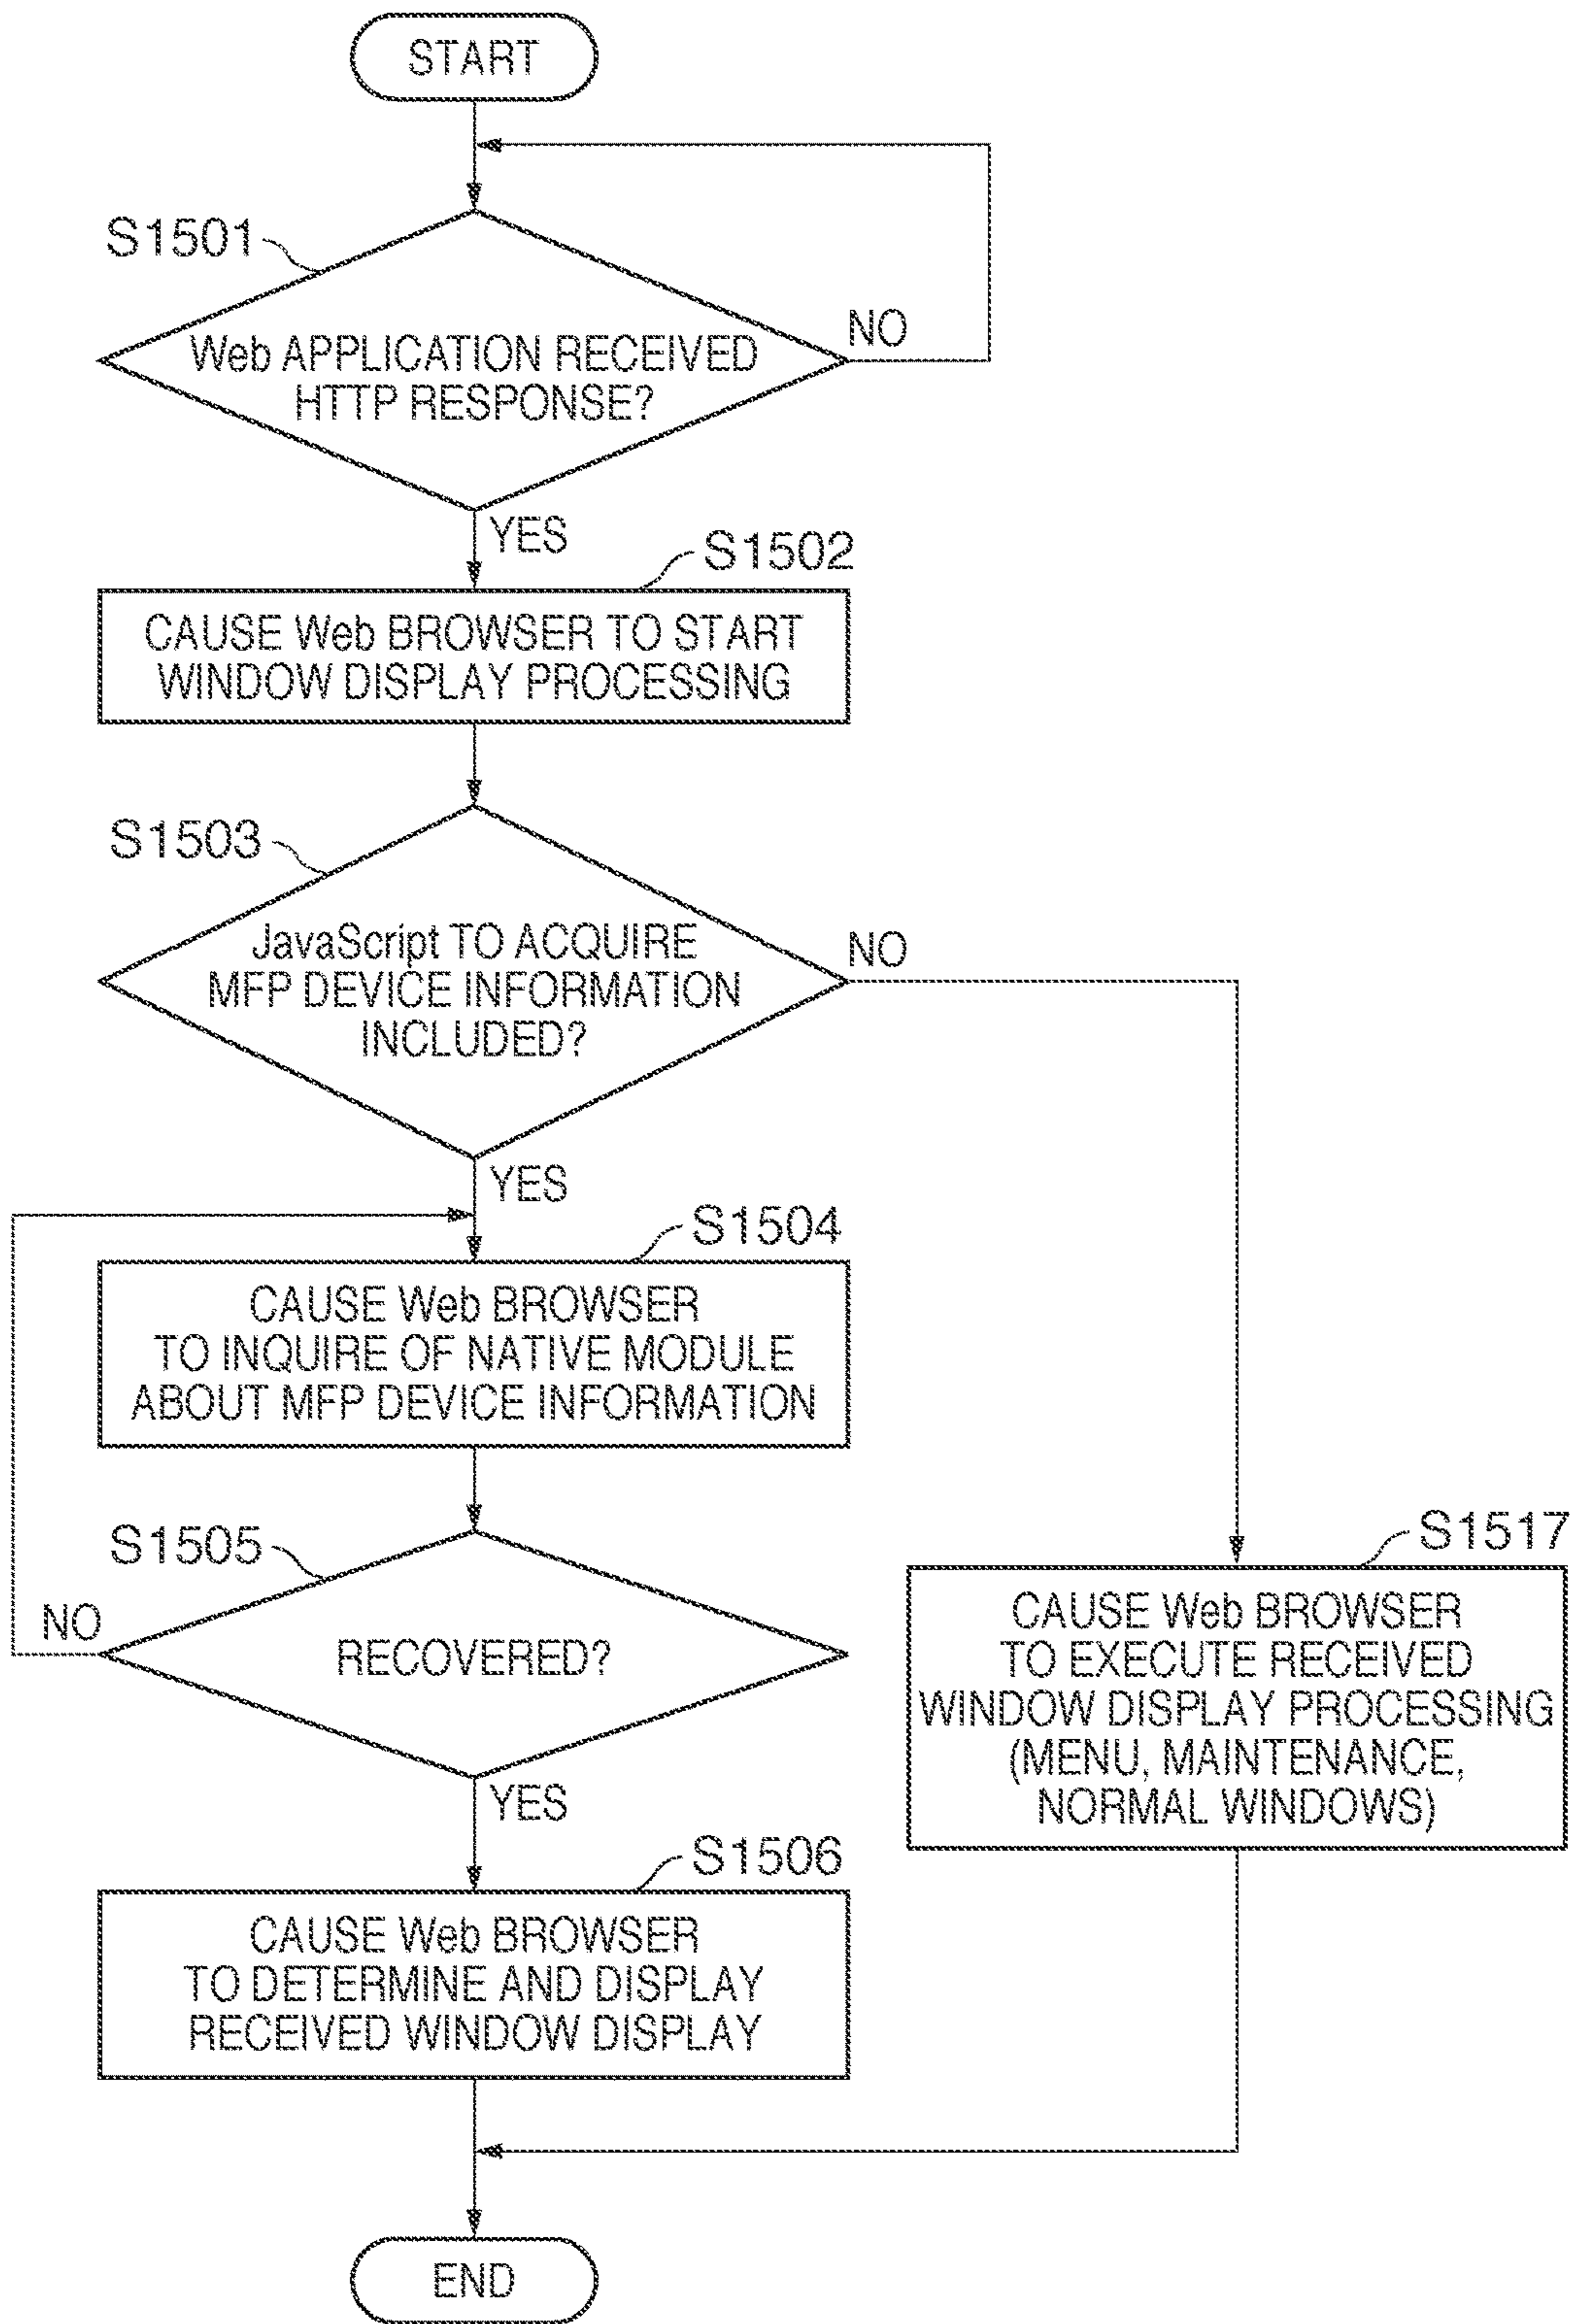 START
S1501
NO
Web APPLICATION RECEIVED
HTTP RESPONSE?
YES
S1502
CAUSE Web BROWSER TO START
WINDOW DISPLAY PROCESSING
S1503
JavaScript TO ACQUIRE
MFP DEVICE INFORMATION
INCLUDED?
NO
YES
S1504
CAUSE Web BROWSER
TO INQUIRE OF NATIVE MODULE
ABOUT MFP DEVICE INFORMATION
S1505
NO
RECOVERED?
YES
S1517
CAUSE Web BROWSER
TO EXECUTE RECEIVED
WINDOW DISPLAY PROCESSING
(MENU, MAINTENANCE,
NORMAL WINDOWS)
S1506
CAUSE Web BROWSER
TO DETERMINE AND DISPLAY
RECEIVED WINDOW DISPLAY
END